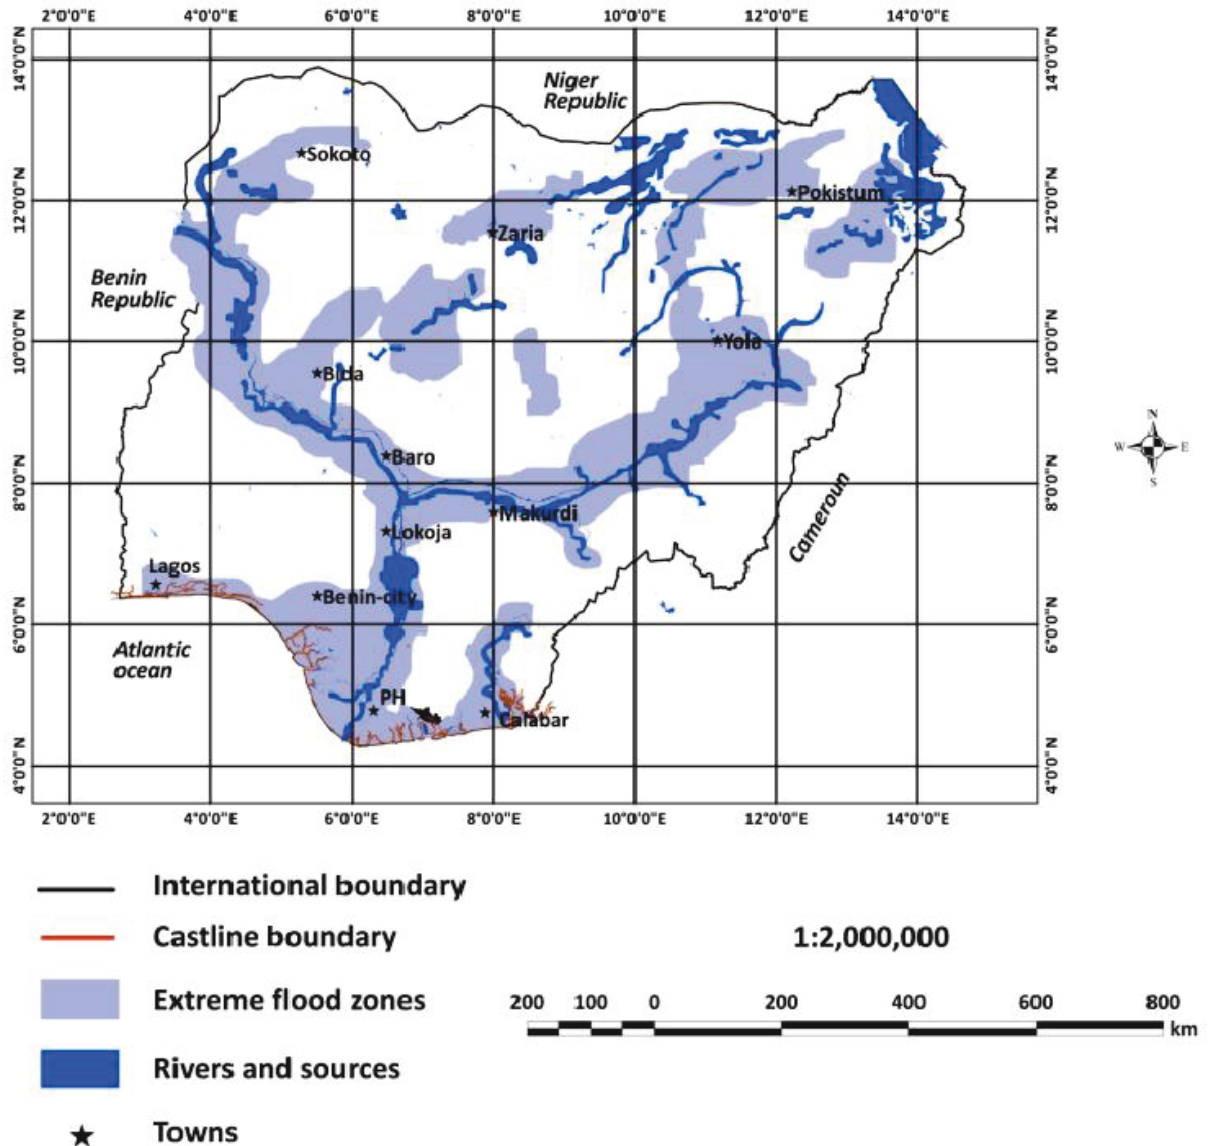 2°0'0"E 4°0'0"E 6°0'0"E 8°0'0"E 10°0'0"E 12°0'0"E 14°0'0"E
14°0'0"N
14°0'0"N
Niger
Republic
Sokoto
12°0'0"N
Pokistum
12°0'0"N
Zaria
Benin
Republic
10°0'0"N
Yola
10°0'0"N
Bida
N
W E
S
Baro
8°0'0"N
8°0'0"N
Makurdi
Cameroun
Lokoja
Lagos
Benin-city
6°0'0"N
6°0'0"N
Atlantic
ocean
PH
Calabar
4°0'0"N
4°0'0"N
2°0'0"E 4°0'0"E 6°0'0"E 8°0'0"E 10°0'0"E 12°0'0"E 14°0'0"E
International boundary
Castline boundary
1:2,000,000
Extreme flood zones
200 100 0 200 400 600 800
km
Rivers and sources
Towns